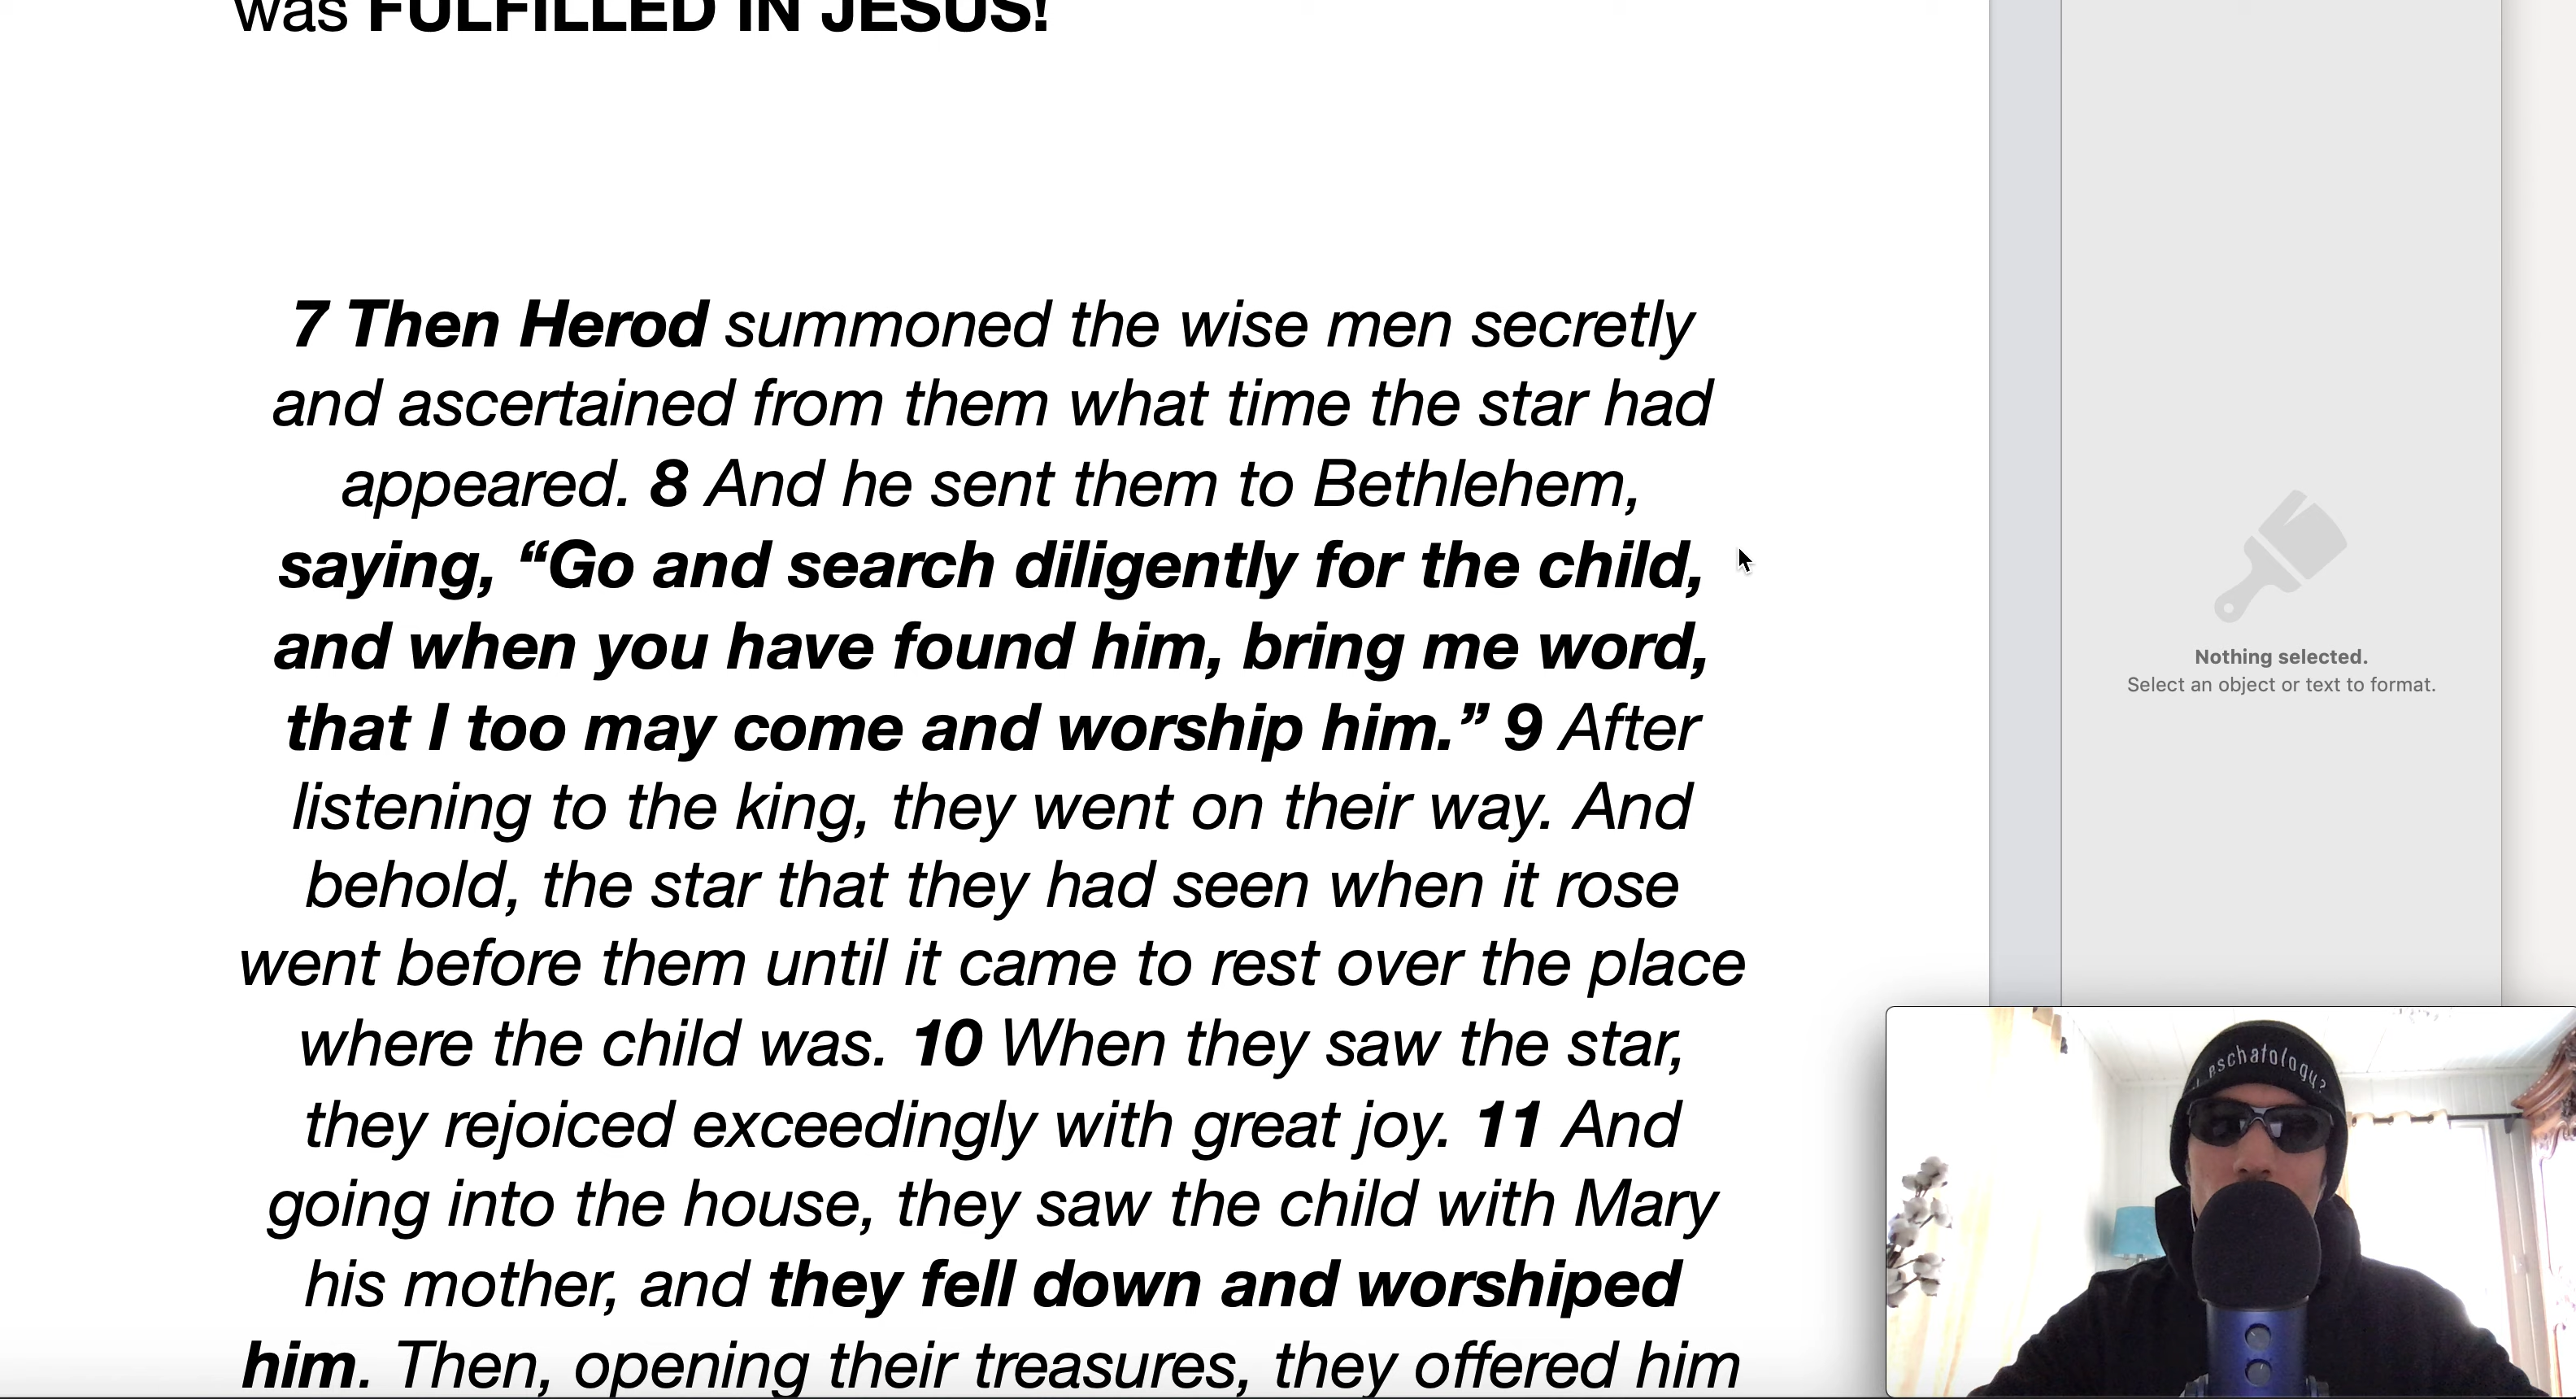 was FULFILLED IN JESUS!
7 Then Herod summoned the wise men secretly
and ascertained from them what time the star had
appeared. 8 And he sent them to Bethlehem,
saying, “Go and search diligently for the child,
and when you have found him, bring me word,
that I too may come and worship him.” 9 After
listening to the king, they went on their way. And
behold, the star that they had seen when it rose
went before them until it came to rest over the place
where the child was. 10 When they saw the star,
they rejoiced exceedingly with great joy. 11 And
going into the house, they saw the child with Mary
his mother, and they fell down and worshiped
him. Then, opening their treasures, they offered him
Nothing selected.
Select an object or text to format.
eschatology?